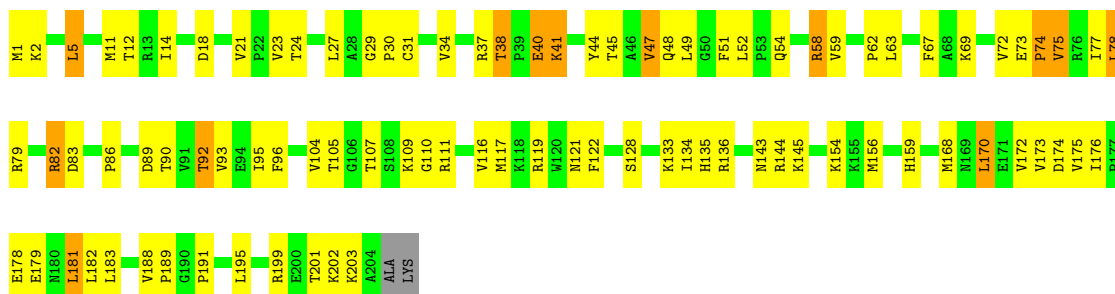 M1 K2 L5 M11 T12 R13 I14 D18 V21 P22 V23 T24 L27 A28 G29 P30 C31 V34 R37 T38 P39 E40 K41 Y44 T45 A46 V47 Q48 L49 G50 F51 L52 P53 Q54 R58 V59 P62 L63 F67 A68 K69 V72 E73 P74 V75 R76 I77 L78
R79 R82 D83 P86 D89 T90 V91 T92 V93 E94 I95 F96 V104 T105 G106 T107 S108 K109 G110 R111 V116 M117 K118 R119 W120 N121 F122 S128 K133 I134 H135 R136 N143 R144 K145 K154 K155 M156 H159 M168 N169 L170 E171 V172 V173 D174 V175 I176 R177
E178 E179 N180 L181 L182 L183 V188 P189 G190 P191 L195 R199 E200 T201 K202 K203 A204 ALA LYS